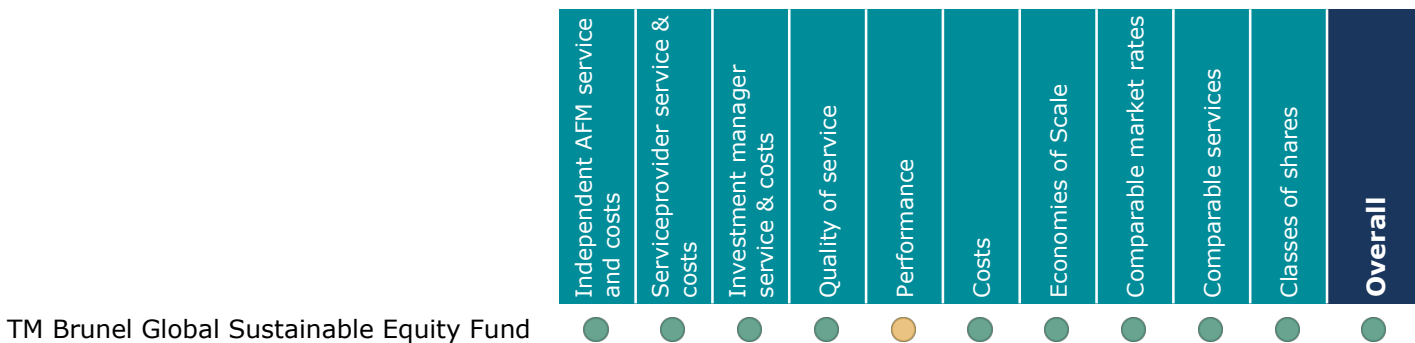 Independent AFM service
and costs
Serviceprovider service &
costs
Investment manager
service & costs
Quality of service
Performance
Costs
Economies of Scale
Comparable market rates
Comparable services
Classes of shares
Overall
TM Brunel Global Sustainable Equity Fund